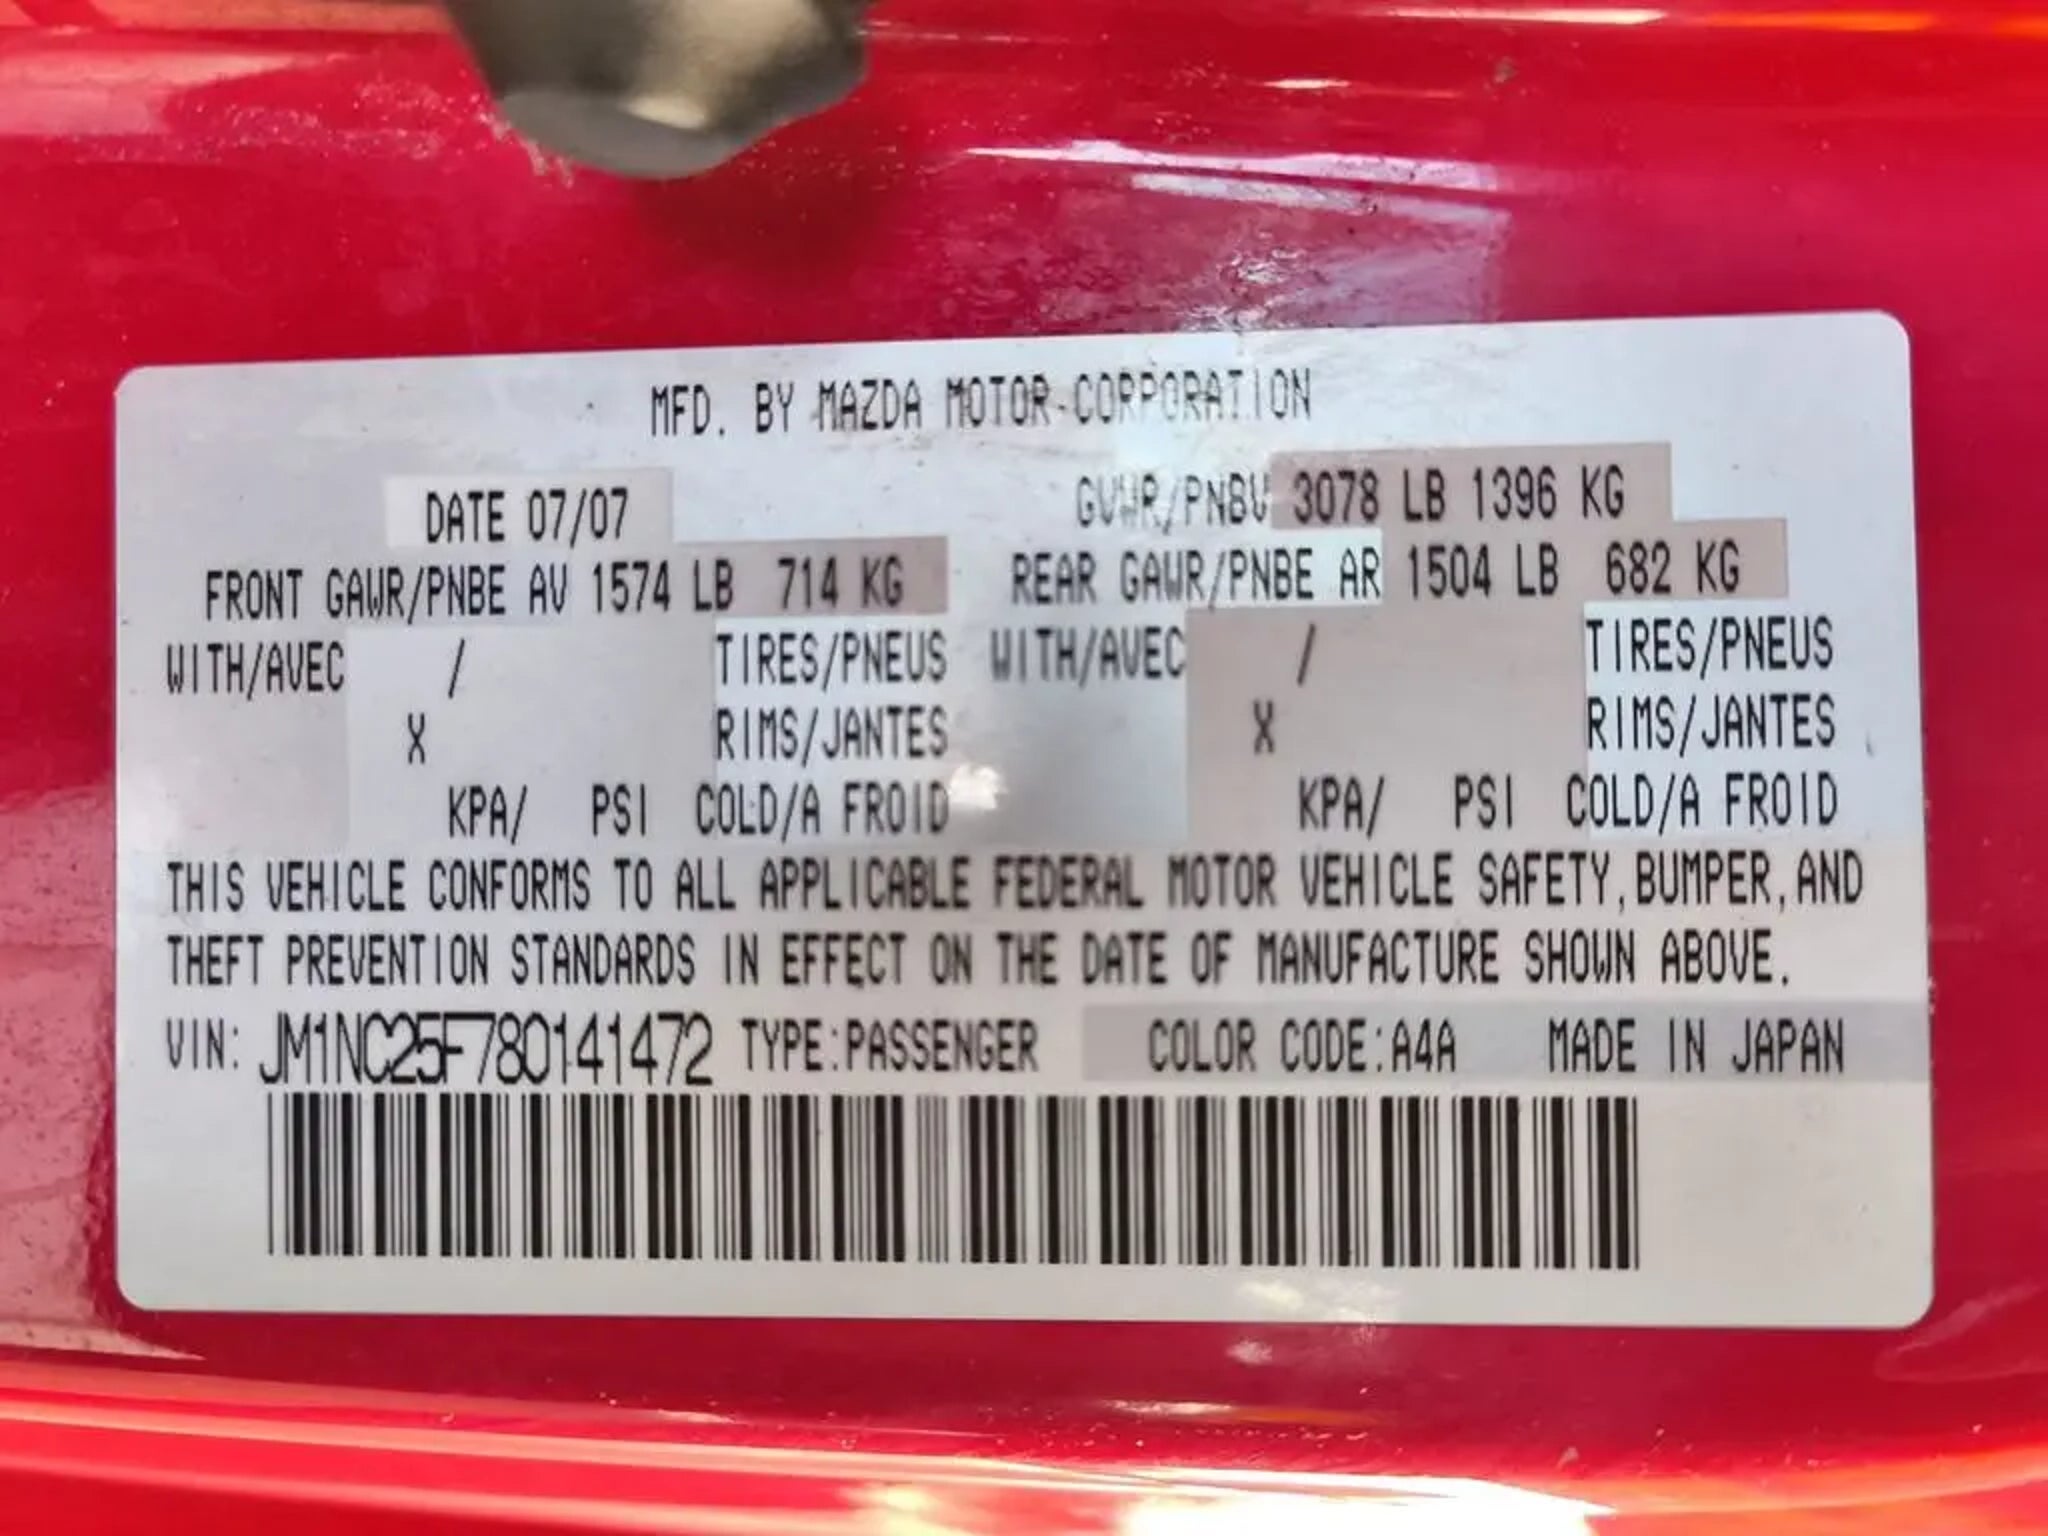 MFD. BY MAZDA MOTOR CORPORATION
DATE 07/07 GVWR/PNBV 3078 LB 1396 KG
FRONT GAWR/PNBE AV 1574 LB 714 KG REAR GAWR/PNBE AR 1504 LB 682 KG
WITH/AVEC / TIRES/PNEUS WITH/AVEC / TIRES/PNEUS
X RIMS/JANTES X RIMS/JANTES
KPA/ PSI COLD/A FROID KPA/ PSI COLD/A FROID
THIS VEHICLE CONFORMS TO ALL APPLICABLE FEDERAL MOTOR VEHICLE SAFETY,BUMPER,AND
THEFT PREVENTION STANDARDS IN EFFECT ON THE DATE OF MANUFACTURE SHOWN ABOVE.
VIN: JM1NC25F780141472 TYPE:PASSENGER COLOR CODE:A4A MADE IN JAPAN